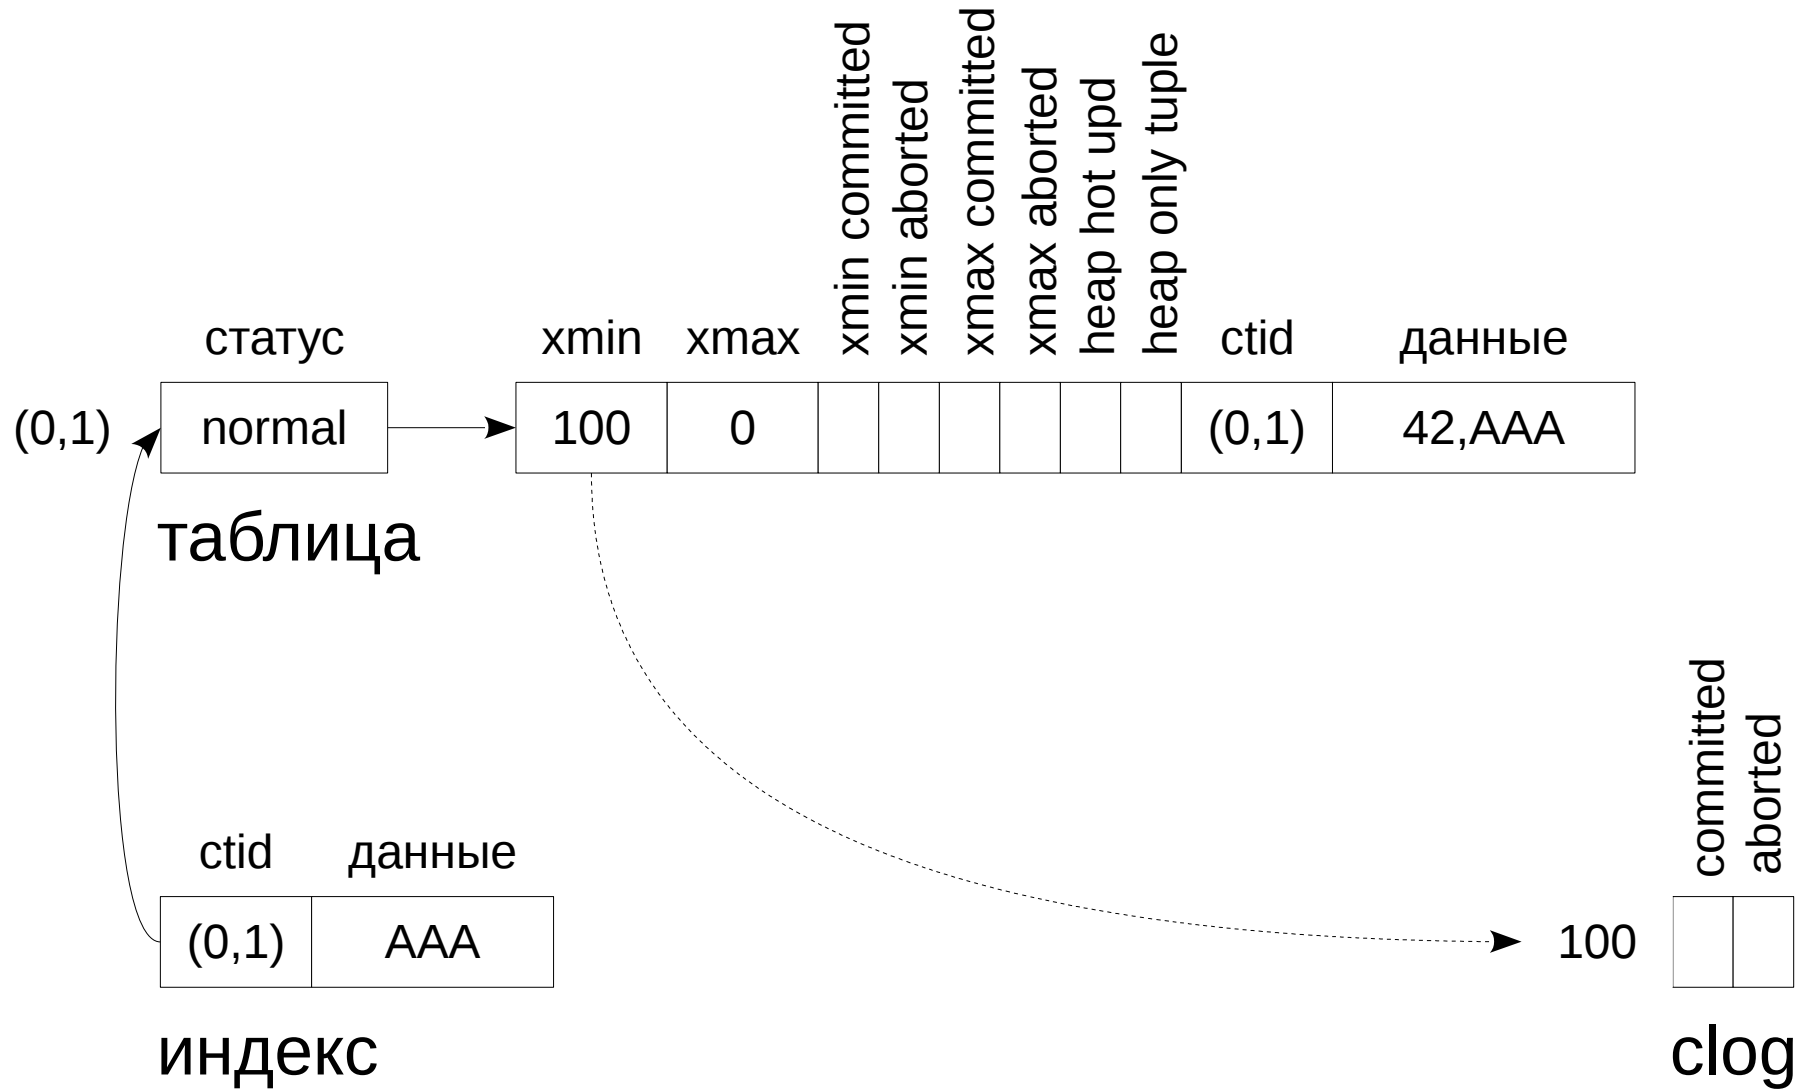 xmin committed
xmin aborted
xmax committed
xmax aborted
heap hot upd
heap only tuple
статус xmin xmax ctid данные
(0,1) normal 100 0 (0,1) 42,AAA
таблица
committed
aborted
ctid данные
(0,1) AAA 100
индекс clog